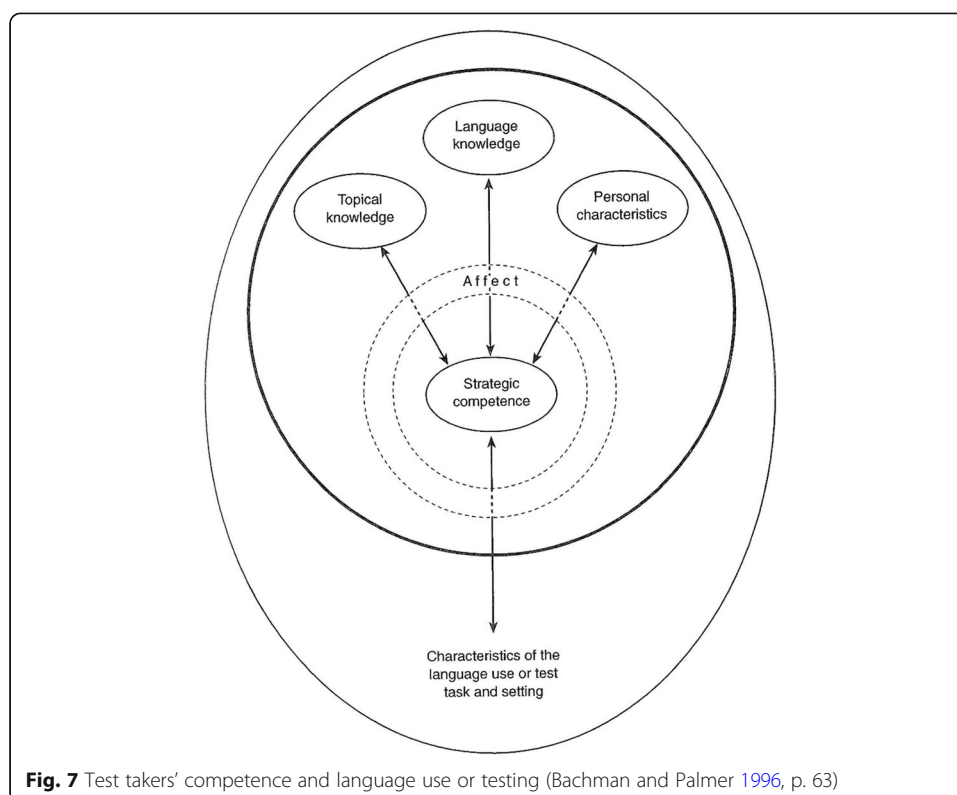 Language
knowledge
Topical
knowledge
Personal
characteristics
Affect
Strategic
competence
Characteristics of the
language use or test
task and setting
Fig. 7 Test takers’ competence and language use or testing (Bachman and Palmer 1996, p. 63)